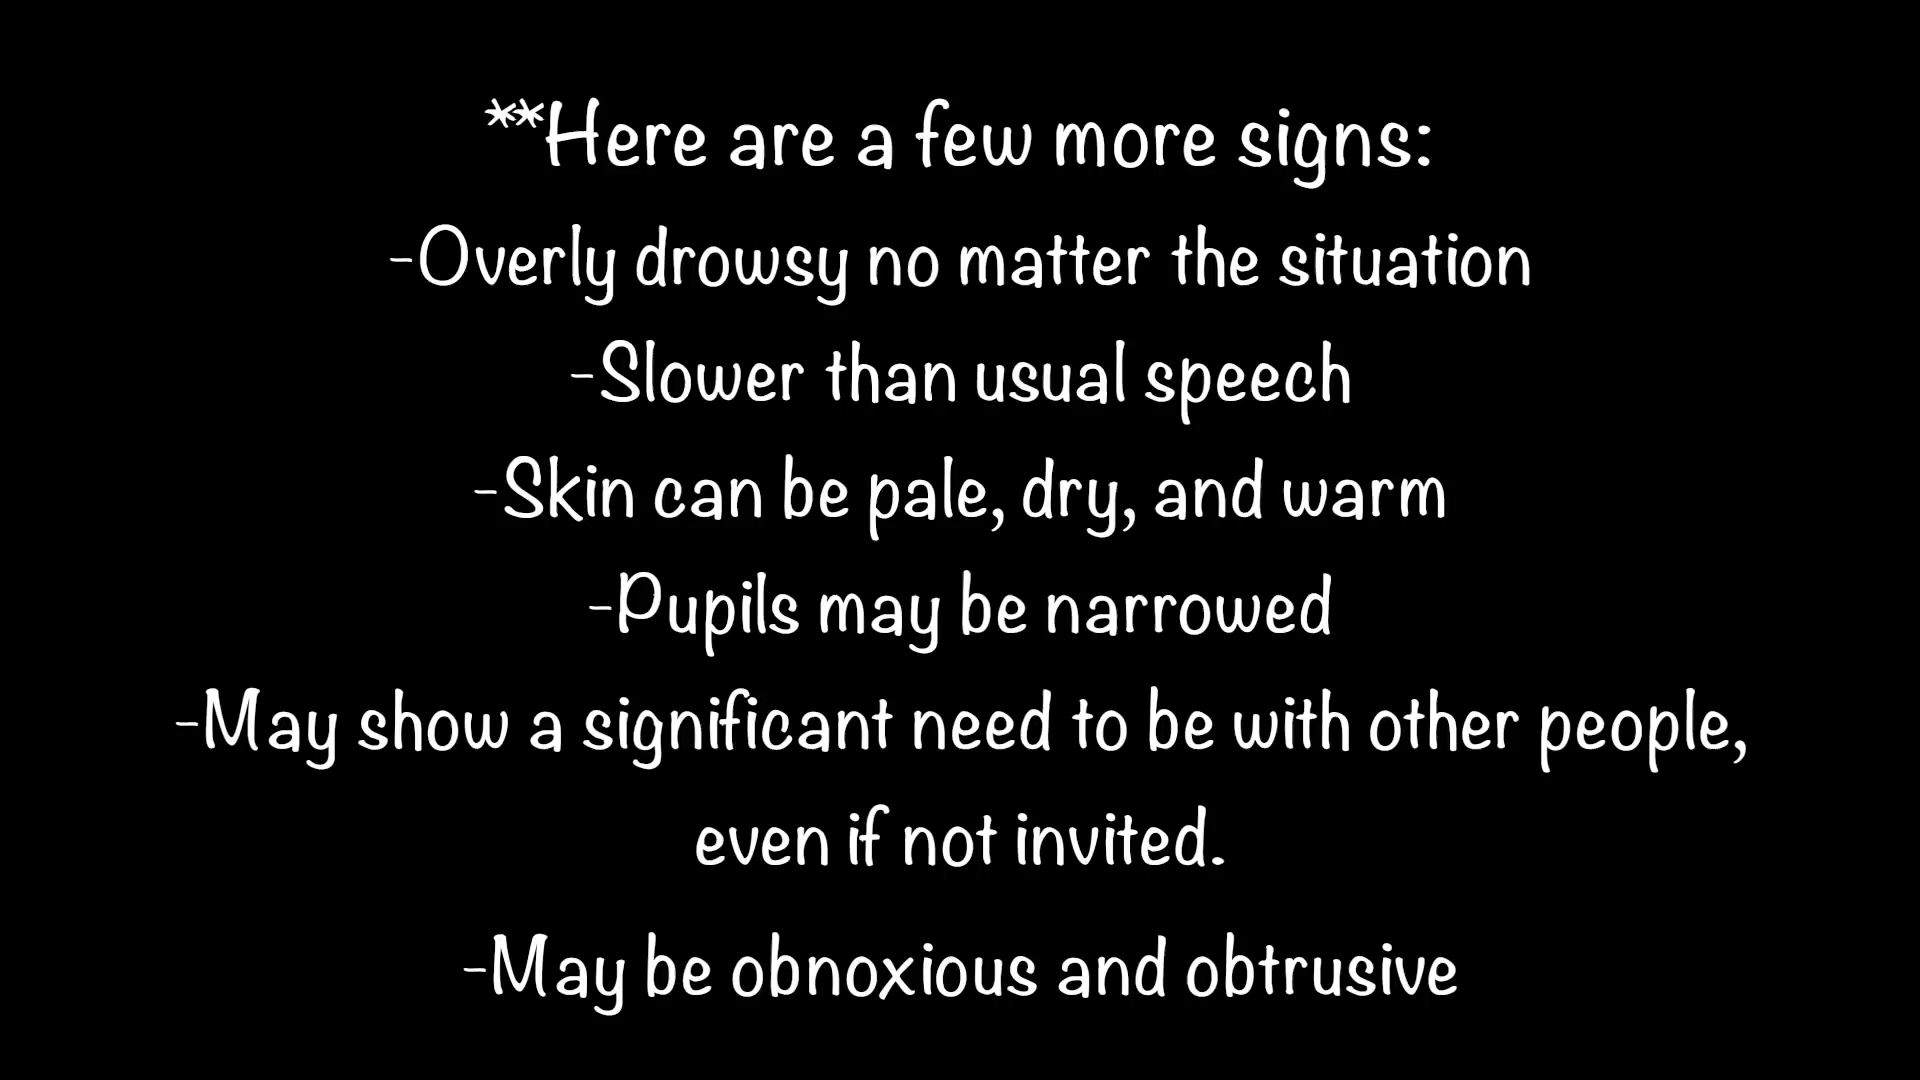 **Here are a few more signs:
-Overly drowsy no matter the situation
-Slower than usual speech
-Skin can be pale, dry, and warm
-Pupils may be narrowed
-May show a significant need to be with other people,
even if not invited.
-May be obnoxious and obtrusive